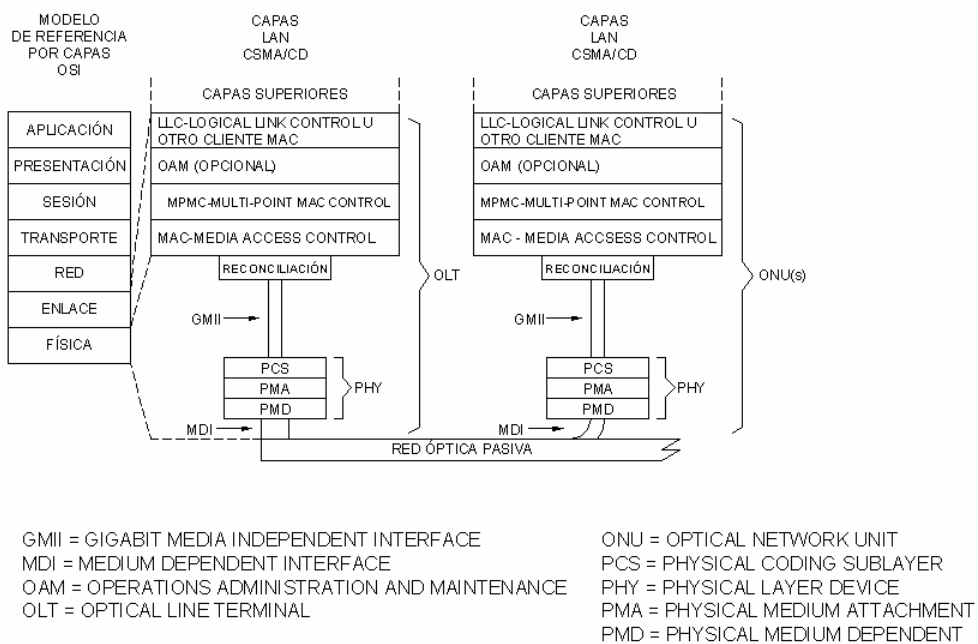 MODELO
DE REFERENCIA
POR CAPAS
OSI
CAPAS
LAN
CSMA/CD
CAPAS
LAN
CSMA/CD
APLICACIÓN
PRESENTACIÓN
SESIÓN
TRANSPORTE
RED
ENLACE
FÍSICA
CAPAS SUPERIORES
LLC-LOGICAL LINK CONTROL U
OTRO CLIENTE MAC
OAM (OPCIONAL)
MPMC-MULTI-POINT MAC CONTROL
MAC-MEDIA ACCESS CONTROL
RECONCILIACIÓN
GMII
PCS
PMA
PMD
PHY
MDI
OLT
CAPAS SUPERIORES
LLC-LOGICAL LINK CONTROL U
OTRO CLIENTE MAC
OAM (OPCIONAL)
MPMC-MULTI-POINT MAC CONTROL
MAC - MEDIA ACCSESS CONTROL
RECONCILIACIÓN
GMII
PCS
PMA
PMD
PHY
MDI
ONU(s)
RED ÓPTICA PASIVA
GMII = GIGABIT MEDIA INDEPENDENT INTERFACE
MDI = MEDIUM DEPENDENT INTERFACE
OAM = OPERATIONS ADMINISTRATION AND MAINTENANCE
OLT = OPTICAL LINE TERMINAL
ONU = OPTICAL NETWORK UNIT
PCS = PHYSICAL CODING SUBLAYER
PHY = PHYSICAL LAYER DEVICE
PMA = PHYSICAL MEDIUM ATTACHMENT
PMD = PHYSICAL MEDIUM DEPENDENT